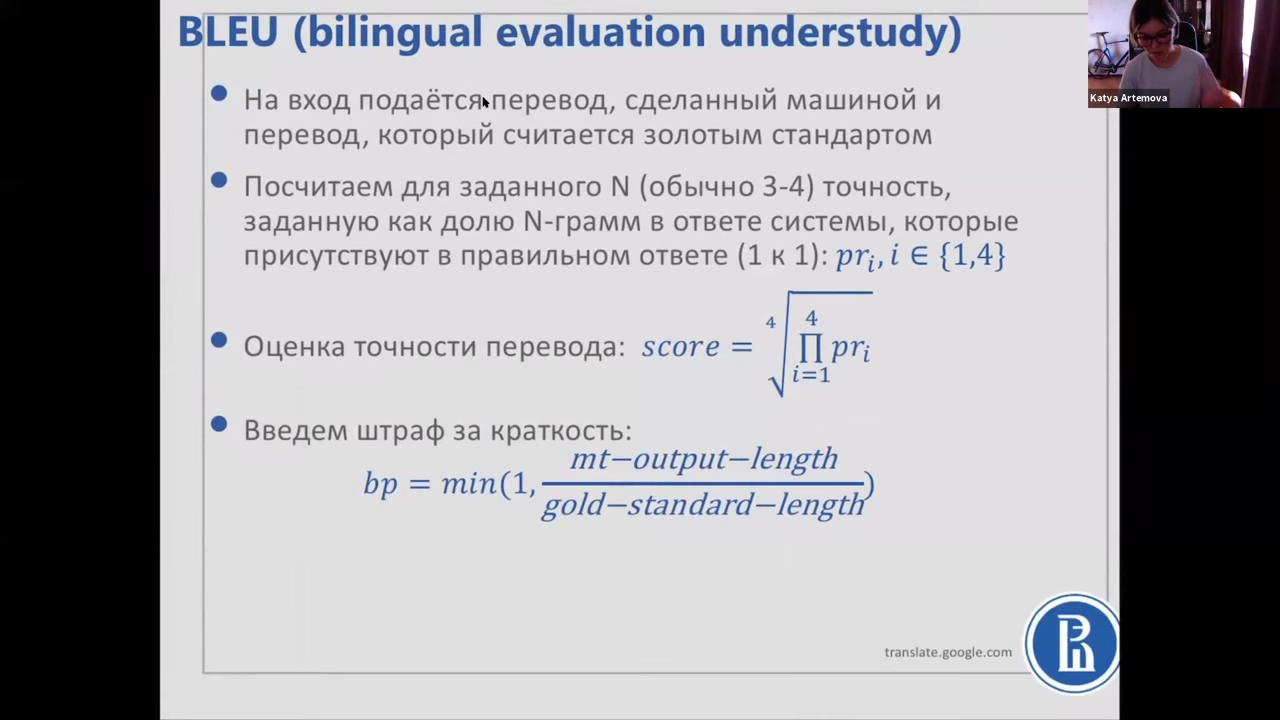 BLEU (bilingual evaluation understudy)
Katya Artemova
На вход подаётся перевод, сделанный машиной и
перевод, который считается золотым стандартом
Посчитаем для заданного N (обычно 3-4) точность,
заданную как долю N-грамм в ответе системы, которые
присутствуют в правильном ответе (1 к 1): prᵢ, i ∈ {1,4}
Оценка точности перевода: score = ⁴√∏ᵢ₌₁⁴ prᵢ
Введем штраф за краткость:
bp = min(1, mt−output−length / gold−standard−length)
translate.google.com